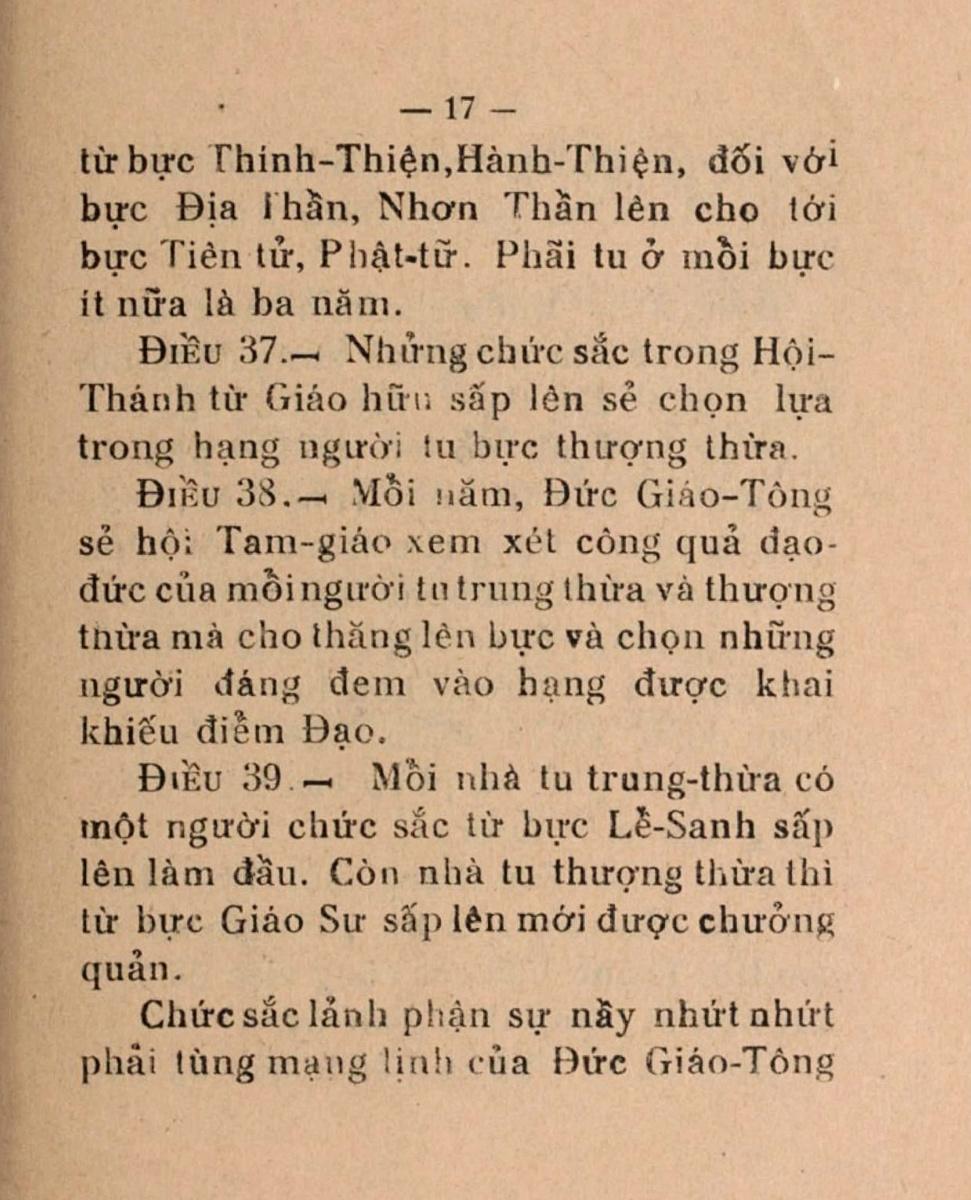 — 17 —
từ bực Thính-Thiện,Hành-Thiện, đối với
bực Địa Thần, Nhơn Thần lên cho tới
bực Tiên tử, Phật-tữ. Phãi tu ở mổi bực
ít nữa là ba năm.
ĐIỀU 37.— Nhửng chức sắc trong Hội-
Thánh từ Giáo hữu sấp lên sẻ chọn lựa
trong hạng người tu bực thượng thừa.
ĐIỀU 38.— Mổi năm, Đức Giáo-Tông
sẻ hội Tam-giáo xem xét công quả đạo-
đức của mổi người tu trung thừa và thượng
thừa mà cho thăng lên bực và chọn những
người đáng đem vào hạng được khai
khiếu điểm Đạo.
ĐIỀU 39.— Mổi nhà tu trung-thừa có
một người chức sắc từ bực Lể-Sanh sấp
lên làm đầu. Còn nhà tu thượng thừa thì
từ bực Giáo Sư sấp lên mới được chưởng
quản.
Chức sắc lảnh phận sự nầy nhứt nhứt
phải tùng mạng lịnh của Đức Giáo-Tông